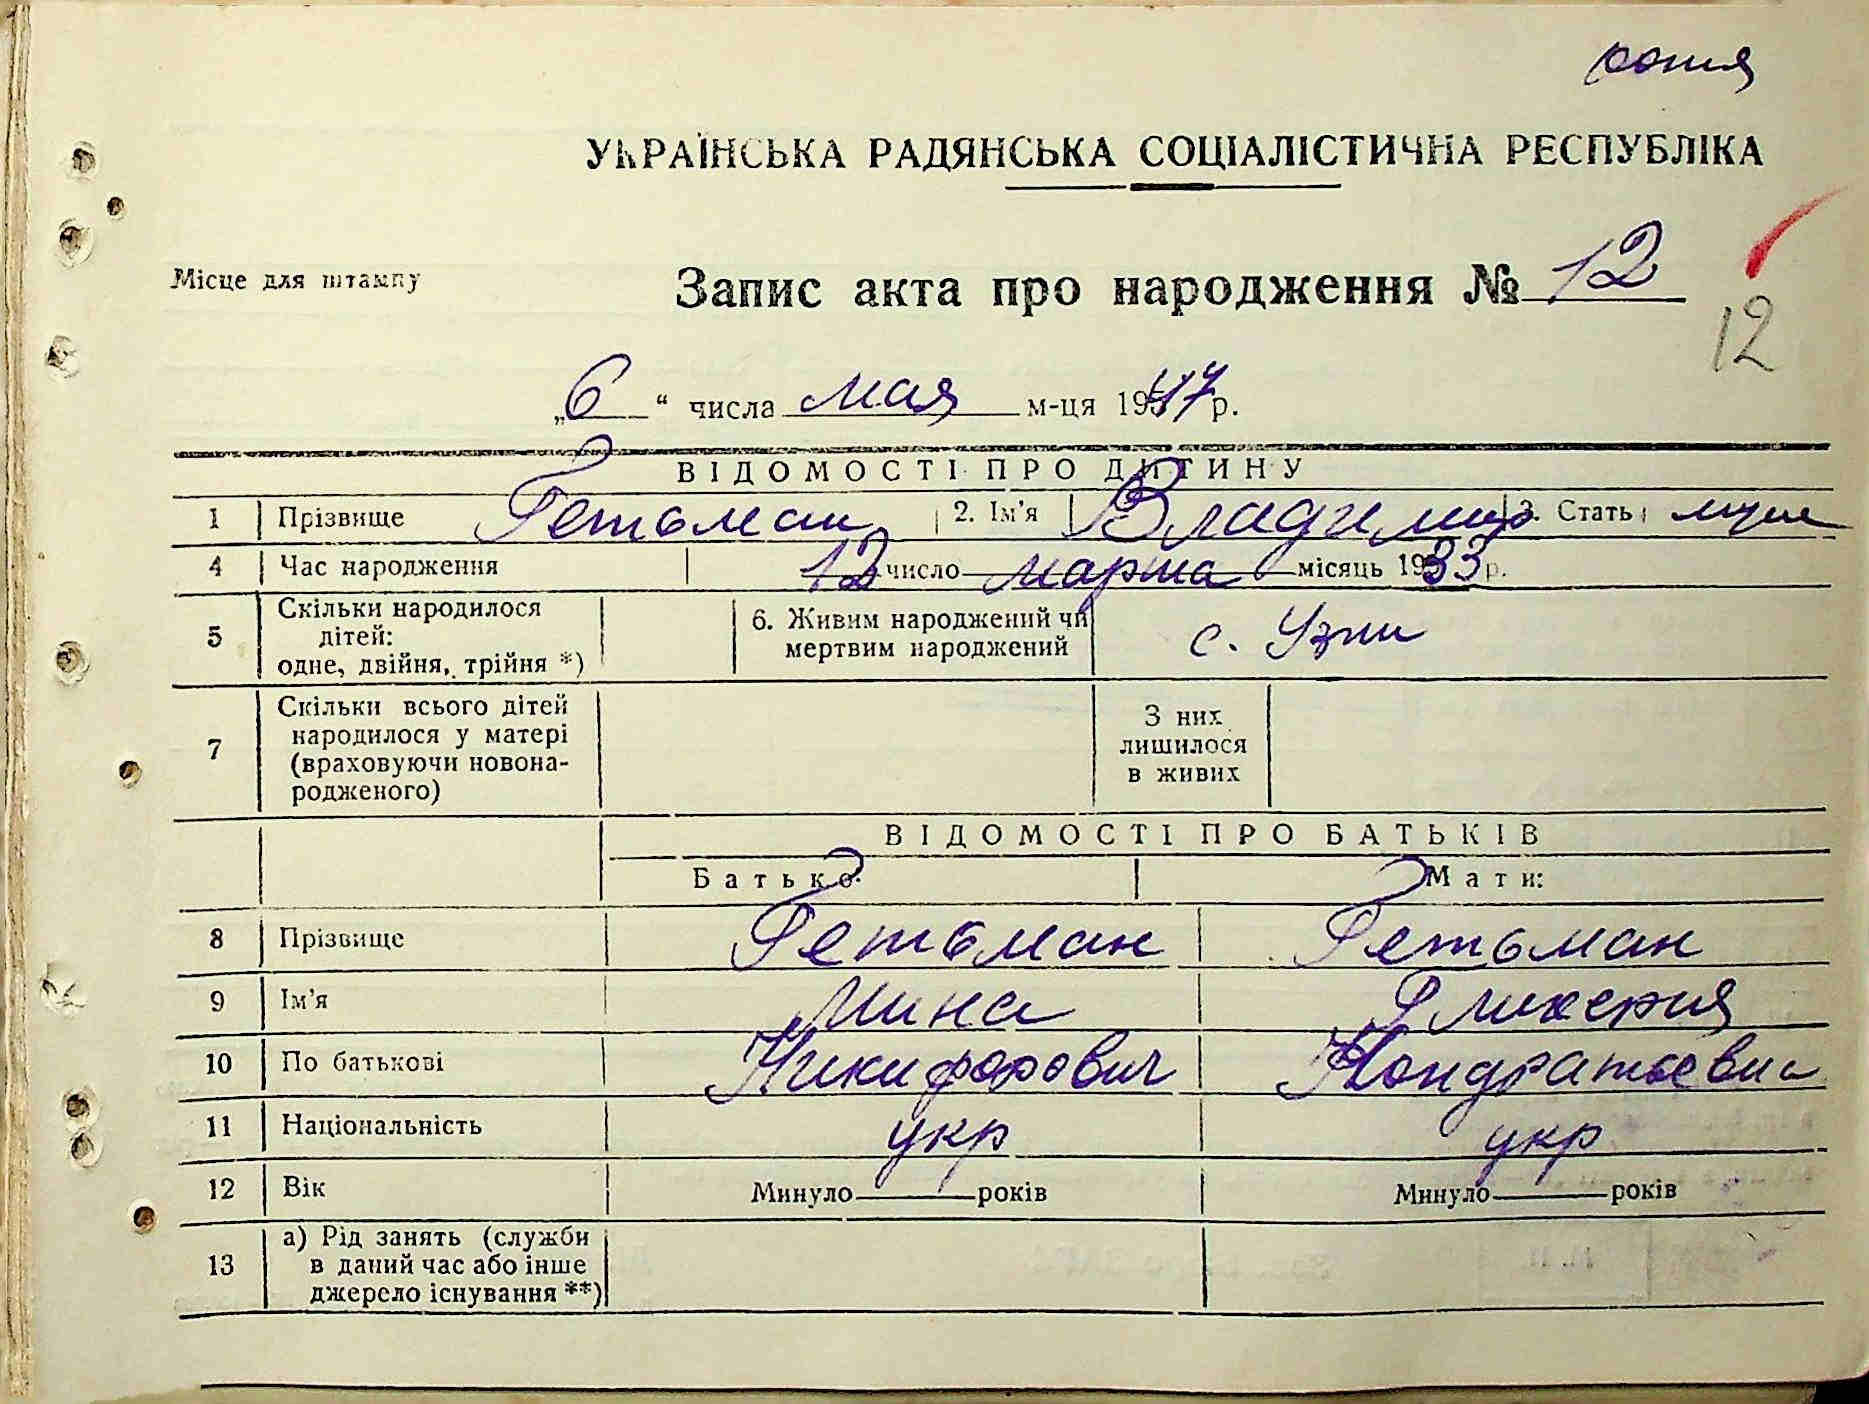 копия
УКРАЇНСЬКА РАДЯНСЬКА СОЦІАЛІСТИЧНА РЕСПУБЛІКА
Місце для штампу
Запис акта про народження № 12
12
„6“ числа мая м-ця 1947 р.
ВІДОМОСТІ ПРО ДИТИНУ
1 Прізвище Гетьман 2. Ім'я Владимир 3. Стать муж
4 Час народження 12 число марта місяць 1933 р.
5 Скільки народилося дітей: одне, двійня, трійня *) 6. Живим народжений чи мертвим народжений с. Узин
7 Скільки всього дітей народилося у матері (враховуючи новонародженого) З них лишилося в живих
ВІДОМОСТІ ПРО БАТЬКІВ
Батько: Мати:
8 Прізвище Гетьман Гетьман
9 Ім'я Мина Гликерия
10 По батькові Никифорович Кондратьевна
11 Національність укр укр
12 Вік Минуло років Минуло років
13 а) Рід занять (служби в даний час або інше джерело існування **)